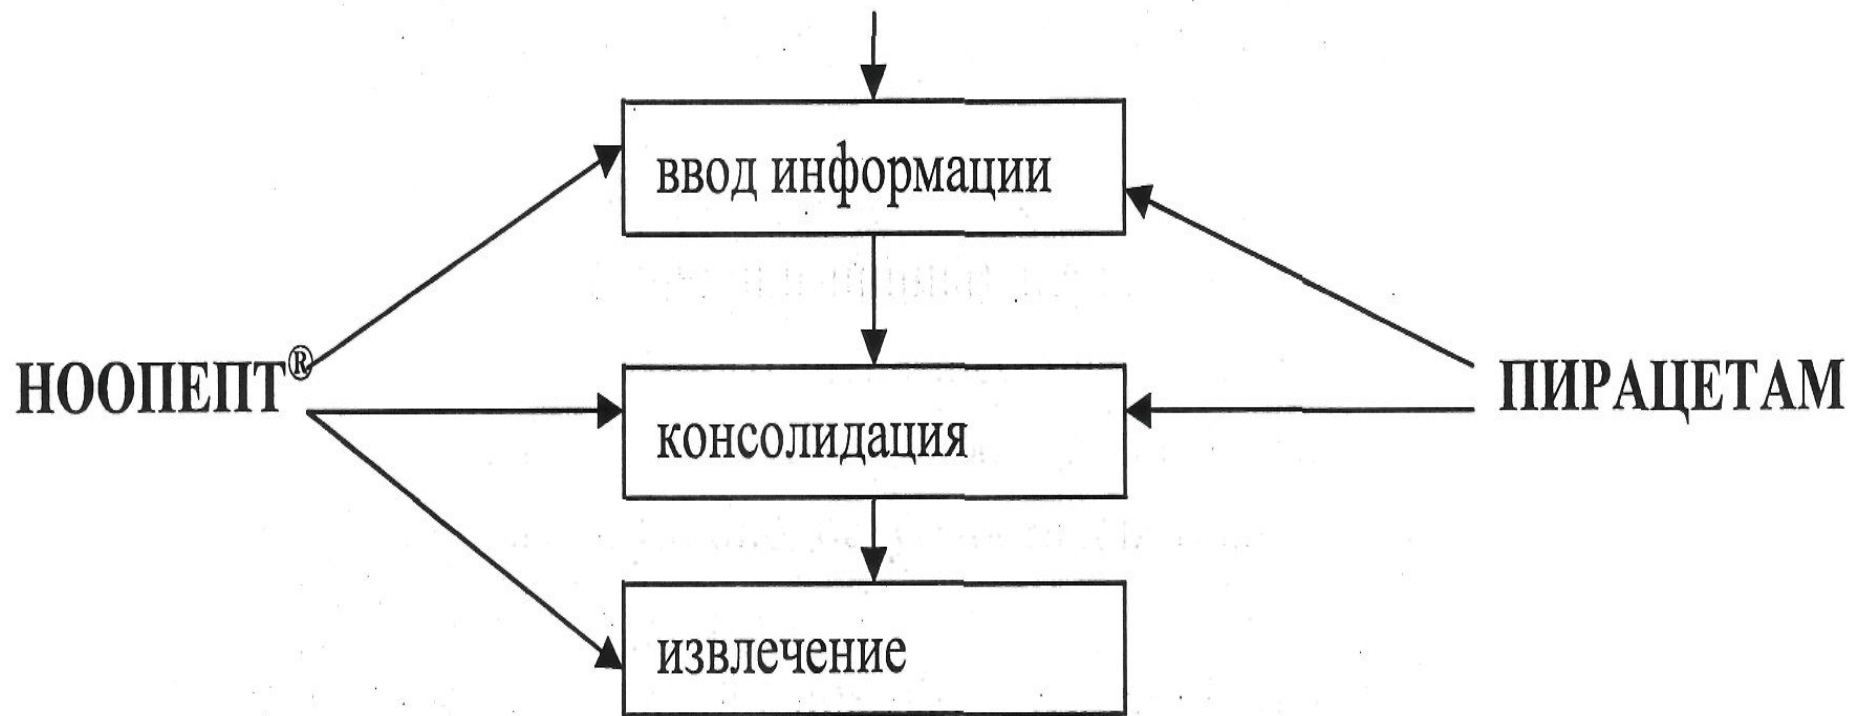 ввод информации
НООПЕПТ®
консолидация
ПИРАЦЕТАМ
извлечение